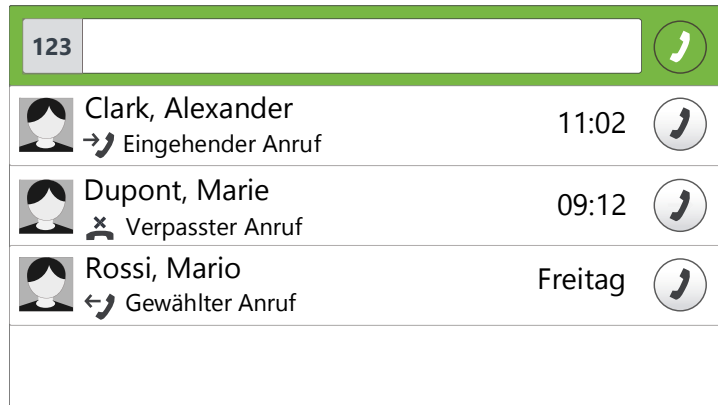 123
Clark, Alexander
11:02
Eingehender Anruf
Dupont, Marie
09:12
Verpasster Anruf
Rossi, Mario
Freitag
Gewählter Anruf